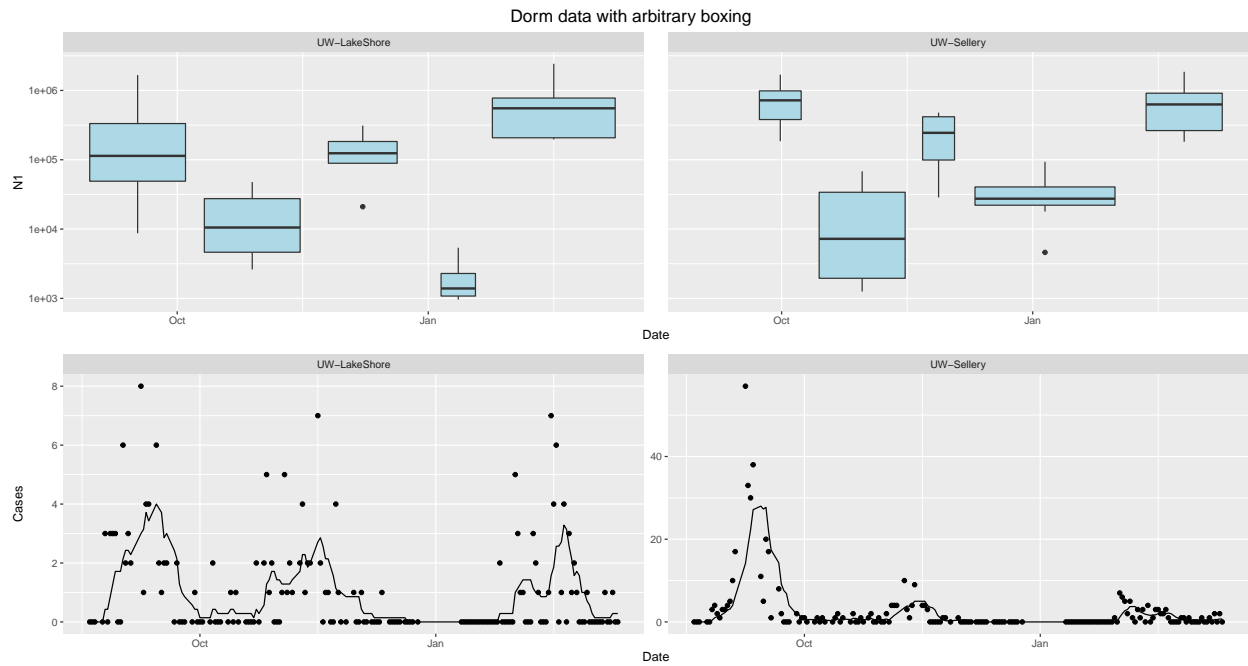 Dorm data with arbitrary boxing
UW-LakeShore
UW-Sellery
1e+06
1e+05
1e+04
1e+03
N1
Oct
Jan
Oct
Jan
Date
Date
UW-LakeShore
UW-Sellery
8
6
4
2
0
Cases
40
20
0
Oct
Jan
Oct
Jan
Date
Date